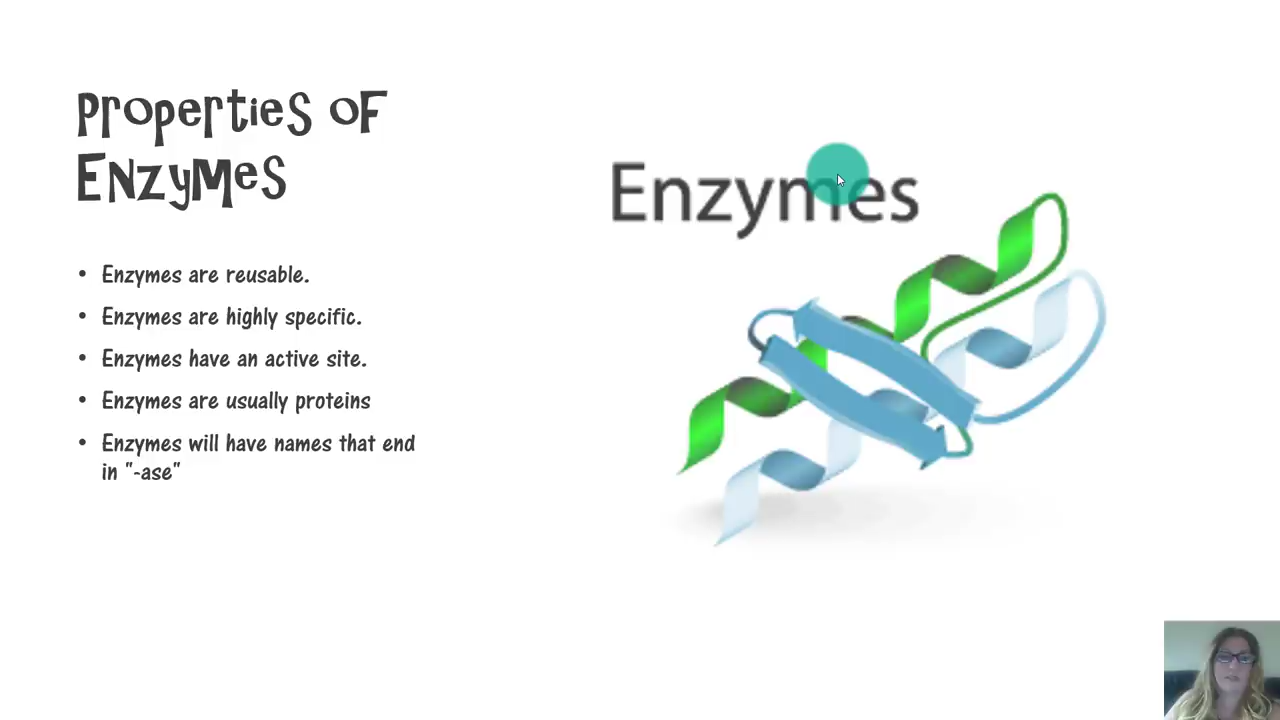 Properties of
Enzymes
• Enzymes are reusable.
• Enzymes are highly specific.
• Enzymes have an active site.
• Enzymes are usually proteins
• Enzymes will have names that end
in "-ase"
Enzymes